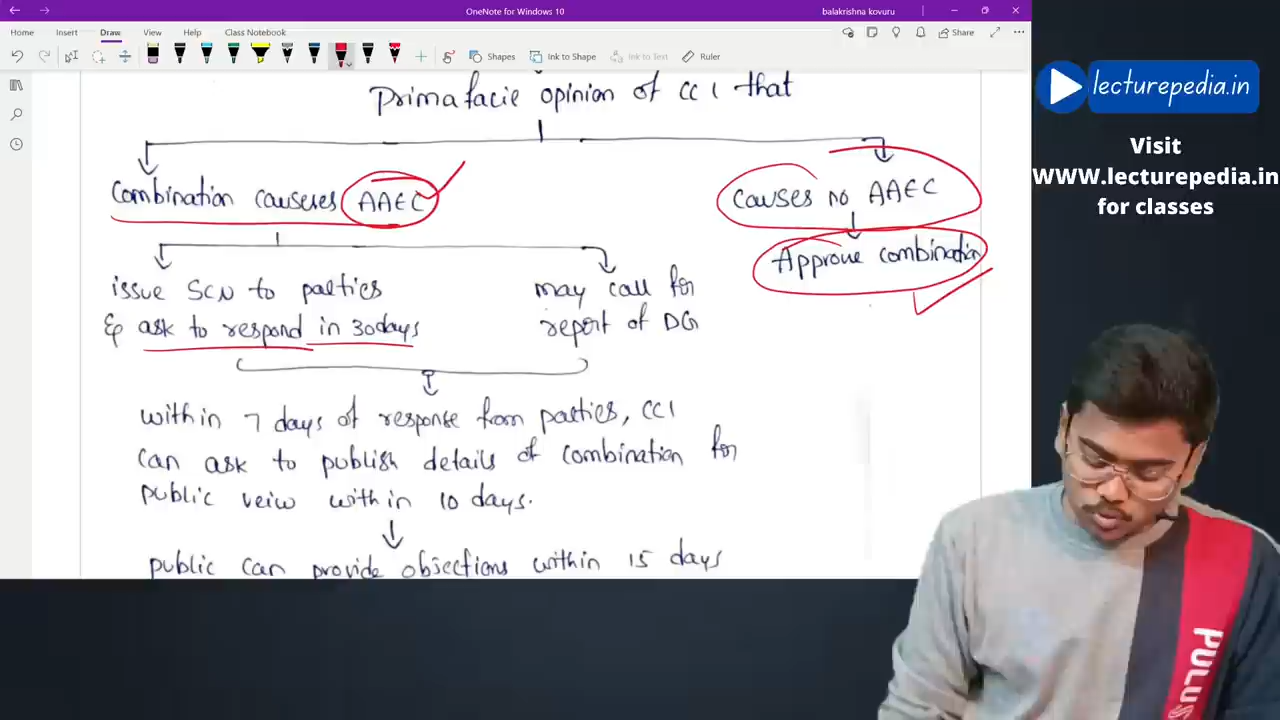 OneNote for Windows 10
balakrishna kovuru
Home Insert Draw View Help Class Notebook
Share
Shapes Ink to Shape Ink to Text Ruler
Primafacie opinion of CCI that
Combination causeres AAEC
Causes no AAEC
Approve combination
issue SCN to parties
& ask to respond in 30days
may call for
report of DG
within 7 days of response from parties, CCI
can ask to publish details of combination for
public veiw within 10 days.
public can provide objections within 15 days
lecturepedia.in
Visit
WWW.lecturepedia.in
for classes
PULUS